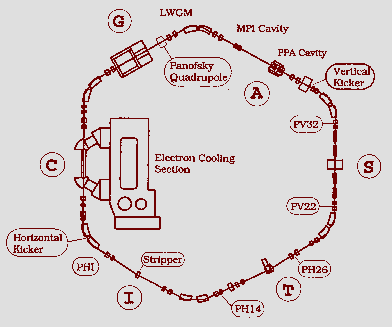 G
LWGM
MPI Cavity
PPA Cavity
Panofsky
Quadrupole
A
Vertical
Kicker
PV32
C
Electron Cooling
Section
S
PV22
Horizontal
Kicker
PH1
Stripper
PH26
I
T
PH14